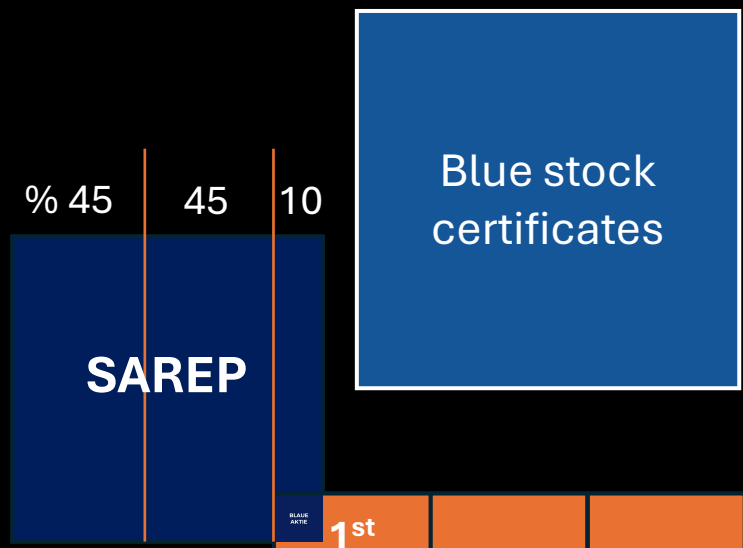 Blue stock
certificates
% 45 45 10
SAREP
BLAUE
AKTIE
1st